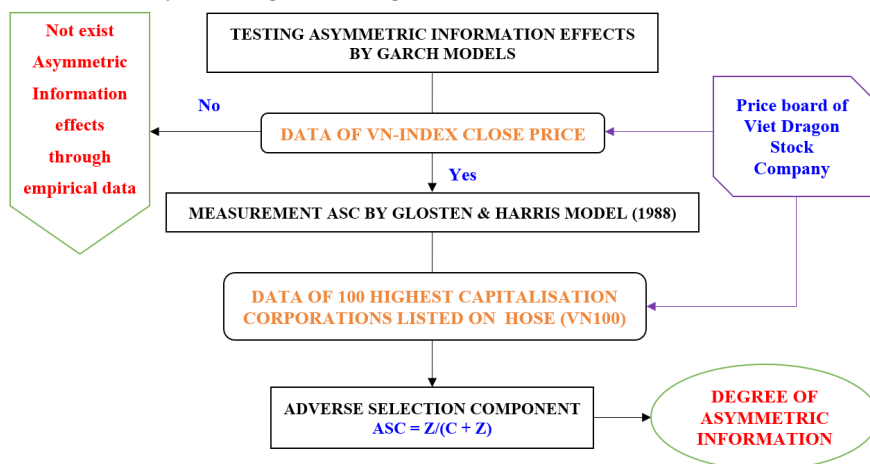 TESTING ASYMMETRIC INFORMATION EFFECTS
BY GARCH MODELS
Not exist
Asymmetric
Information
effects
through
empirical data
No
DATA OF VN-INDEX CLOSE PRICE
Price board of
Viet Dragon
Stock
Company
Yes
MEASUREMENT ASC BY GLOSTEN & HARRIS MODEL (1988)
DATA OF 100 HIGHEST CAPITALISATION
CORPORATIONS LISTED ON HOSE (VN100)
ADVERSE SELECTION COMPONENT
ASC = Z/(C + Z)
DEGREE OF
ASYMMETRIC
INFORMATION